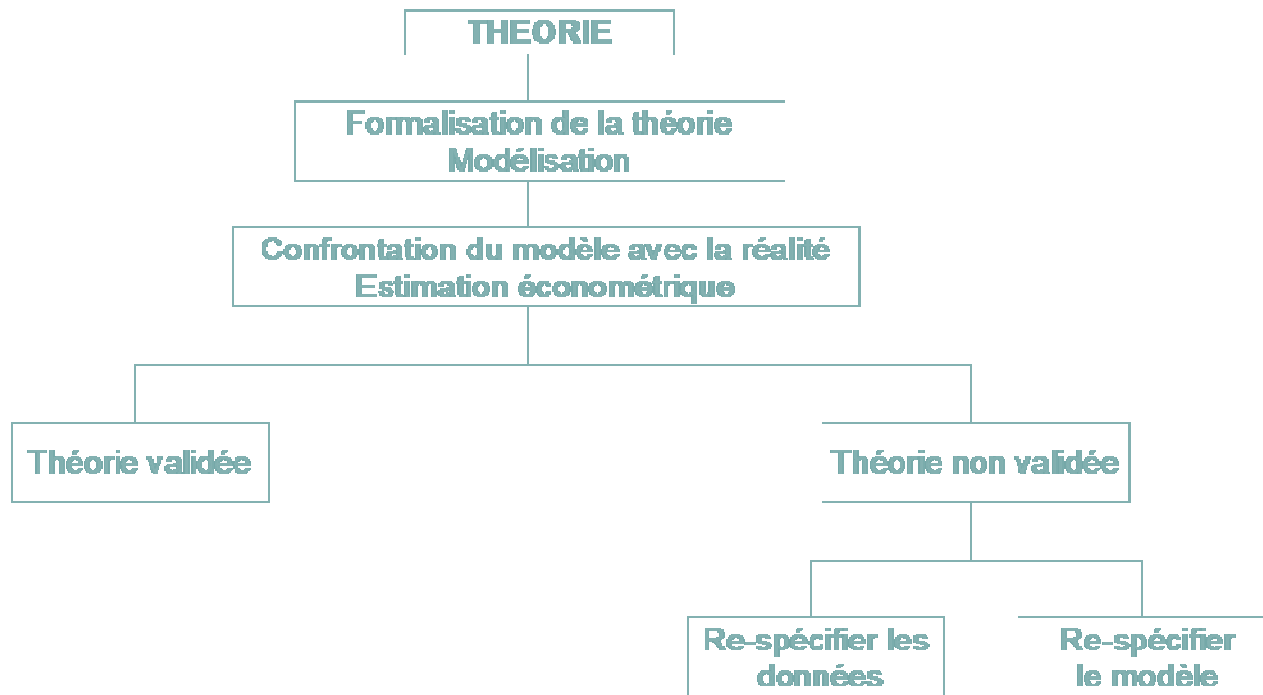 THEORIE
Formalisation de la théorie
Modélisation
Confrontation du modèle avec la réalité
Estimation économétrique
Théorie validée
Théorie non validée
Re-spécifier les
données
Re-spécifier
le modèle